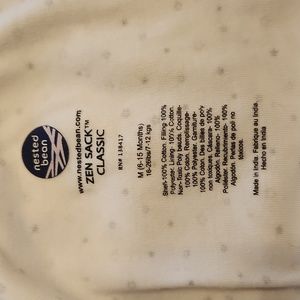 nested
bean
www.nestedbean.com
ZEN SACK™
CLASSIC
RN# 138417
M (6-15 Months)
16-26lbs/7-12 kgs
Shell-100% Cotton. Filling-100%
Polyester. Lining-100% Cotton.
Non-Toxic Poly beads. Coquille-
100% Coton. Remplissage-
100% Polyester. Garniture-
100% Coton. Des billes de poly
non toxiques. Cáscara- 100%
Algodón. Relleno- 100%
Poliéster. Recubrimiento- 100%
Algodón. Perlas de poli no
tóxicos.
Made in India. Fabriqué au Inde.
Hecho en India